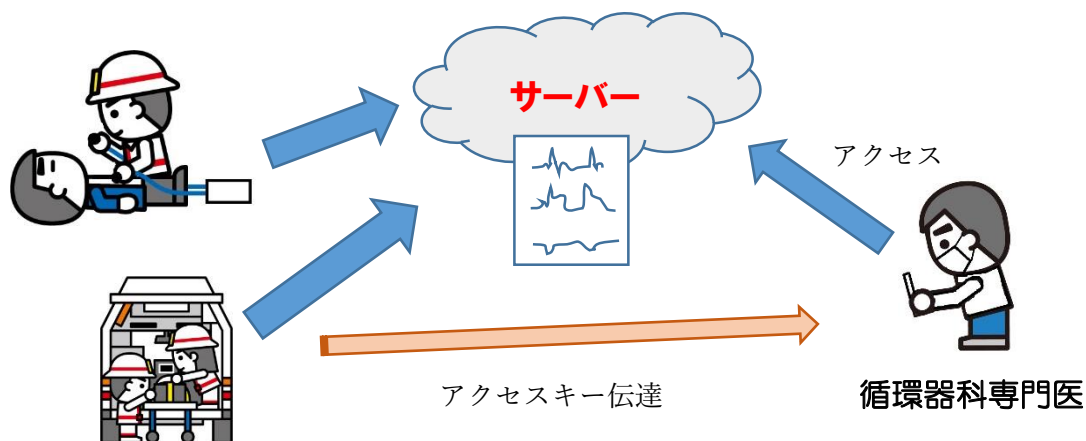 サーバー
アクセス
アクセスキー伝達
循環器科専門医